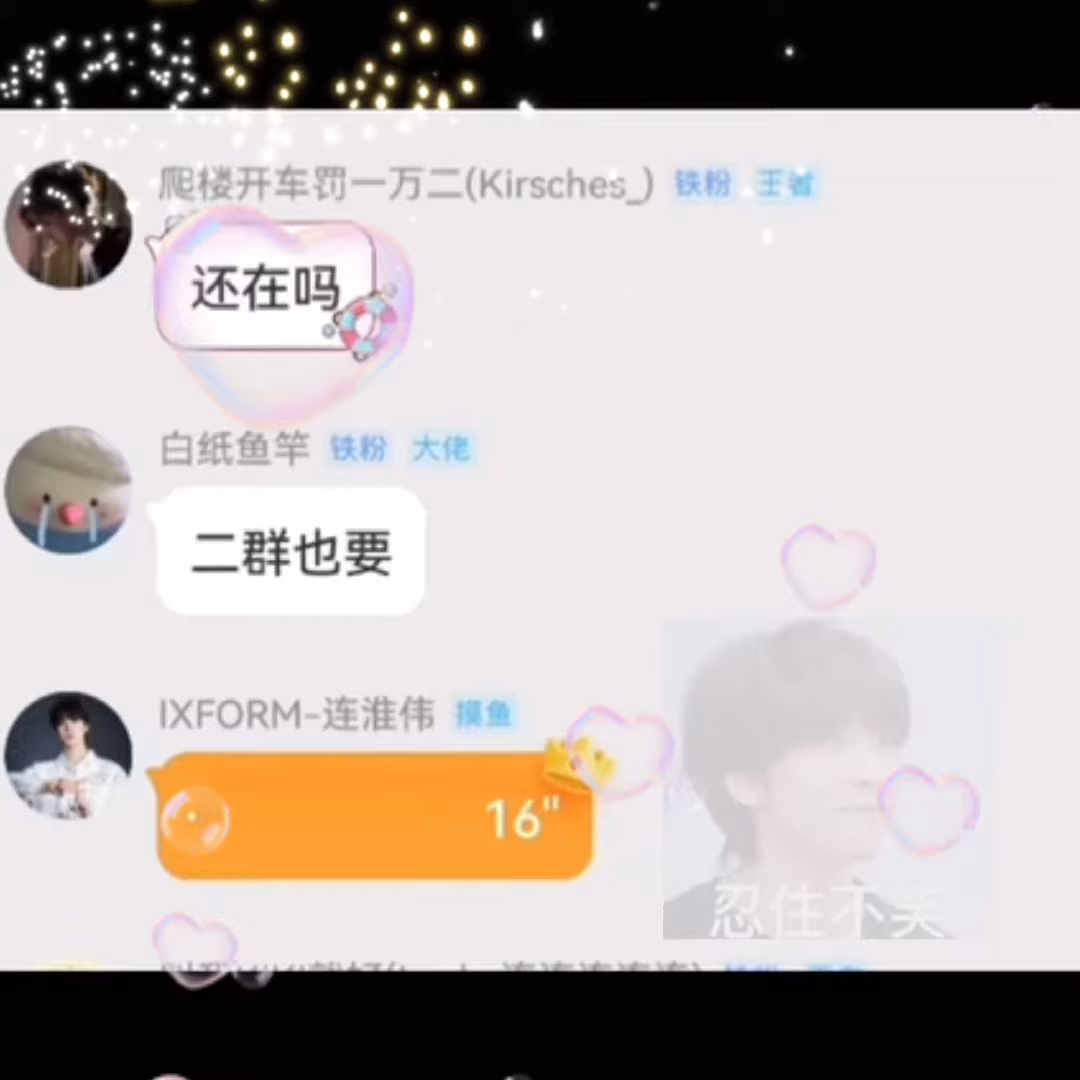 爬楼开车罚一万二(Kirsches_) 铁粉 王者
还在吗
白纸鱼竿 铁粉 大佬
二群也要
IXFORM-连淮伟 摸鱼
16"
忍住不笑